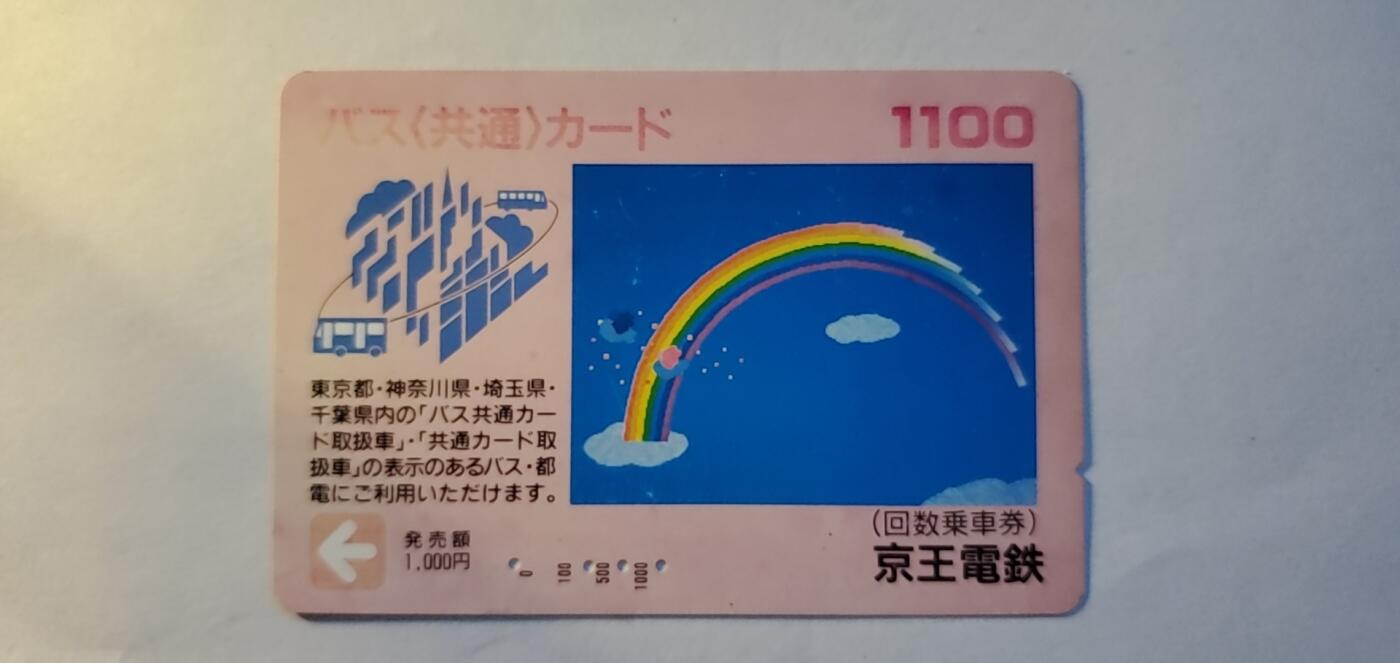 バス〈共通〉カード
1100
東京都・神奈川県・埼玉県・
千葉県内の「バス共通カー
ド取扱車」・「共通カード取
扱車」の表示のあるバス・都
電にご利用いただけます。
発売額
1,000円
0 100 500 1000
(回数乗車券)
京王電鉄